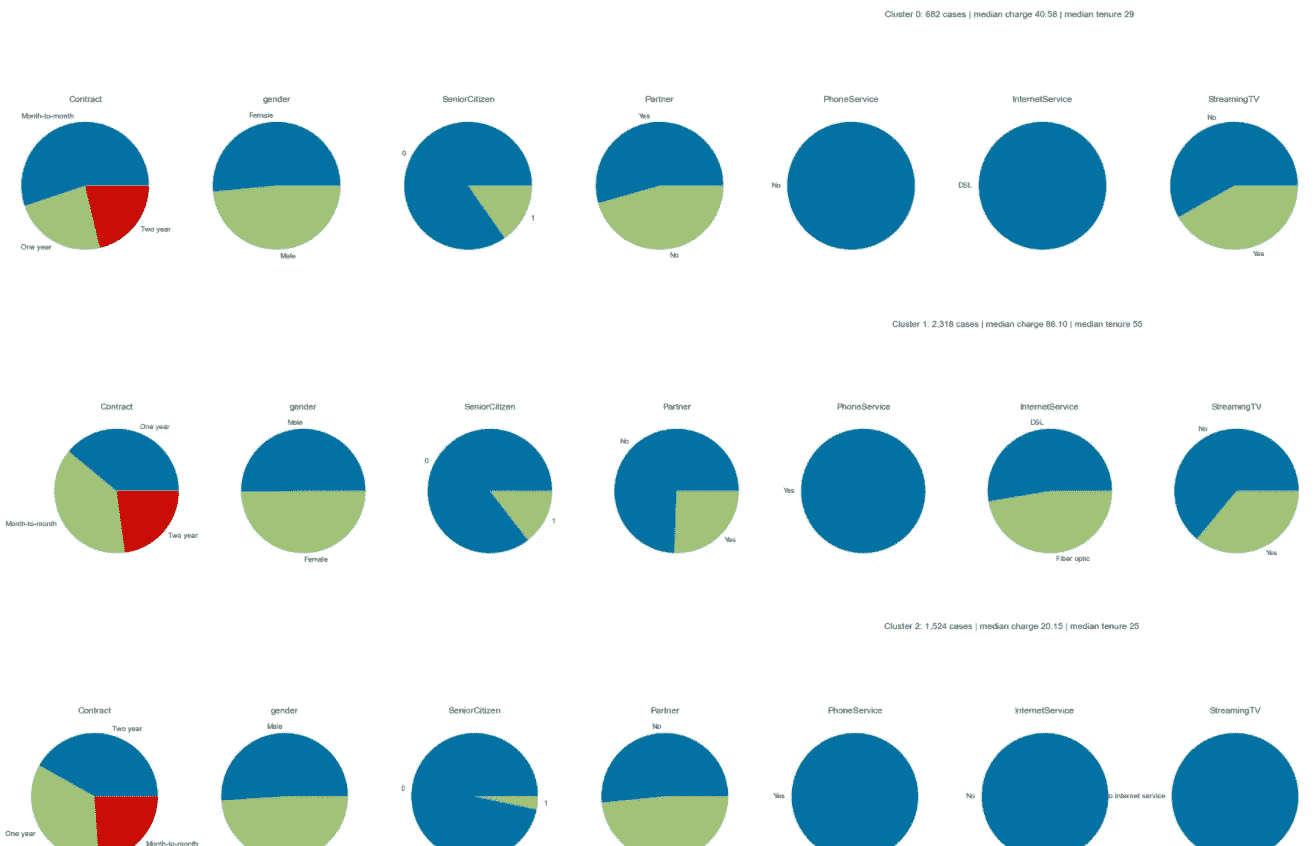 Cluster 0: 682 cases | median charge 40.58 | median tenure 29
Contract gender SeniorCitizen Partner PhoneService InternetService StreamingTV
Month-to-month Female Yes No
0
No DSL
1
Two year
One year
Male No Yes
Cluster 1: 2,318 cases | median charge 86.10 | median tenure 55
Contract gender SeniorCitizen Partner PhoneService InternetService StreamingTV
One year Male DSL No
No
0
Yes
Month-to-month 1
Two year Yes
Female Fiber optic Yes
Cluster 2: 1,524 cases | median charge 20.15 | median tenure 25
Contract gender SeniorCitizen Partner PhoneService InternetService StreamingTV
Two year Male No
0
Yes No o internet service
1
One year
Month-to-month